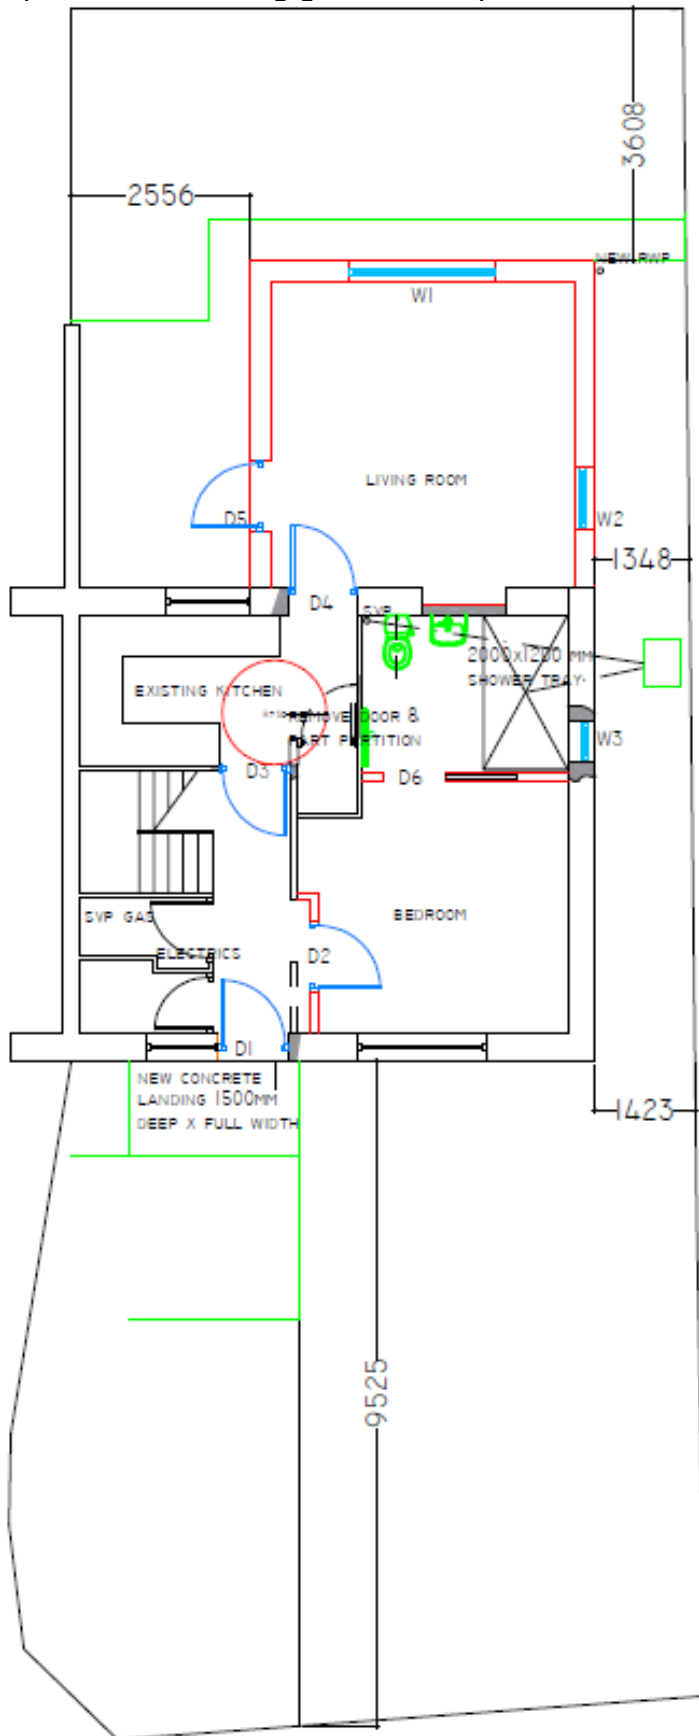 3608
2556
NEW RWP
W1
LIVING ROOM
D5
W2
1348
D4
SVP
2000x1200 MM
SHOWER TRAY
EXISTING KITCHEN
REMOVE DOOR &
PART PARTITION
W3
D3
D6
SVP GAS
BEDROOM
ELECTRICS
D2
D1
NEW CONCRETE
LANDING 1500MM
DEEP X FULL WIDTH
1423
9525